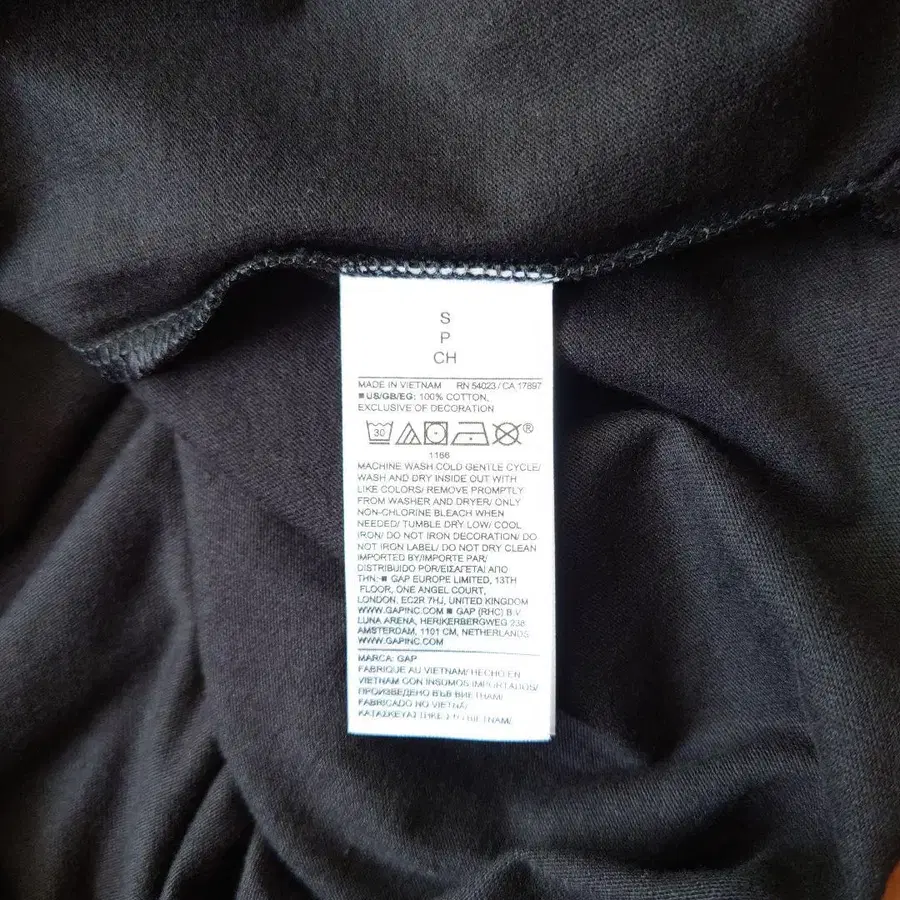 S
P
CH
MADE IN VIETNAM RN 54023 / CA 17897
■ US/GB/EG: 100% COTTON,
EXCLUSIVE OF DECORATION
30 ®
1166
MACHINE WASH COLD GENTLE CYCLE/
WASH AND DRY INSIDE OUT WITH
LIKE COLORS/ REMOVE PROMPTLY
FROM WASHER AND DRYER/ ONLY
NON-CHLORINE BLEACH WHEN
NEEDED/ TUMBLE DRY LOW/ COOL
IRON/ DO NOT IRON DECORATION/ DO
NOT IRON LABEL/ DO NOT DRY CLEAN
IMPORTED BY/IMPORTE PAR/
DISTRIBUIDO POR/ΕΙΣΑΓΕΤΑΙ ΑΠΟ
ΤΗΝ:■ GAP EUROPE LIMITED, 13TH
FLOOR, ONE ANGEL COURT,
LONDON, EC2R 7HJ, UNITED KINGDOM
WWW.GAPINC.COM ■ GAP (RHC) B.V.
LUNA ARENA, HERIKERBERGWEG 238
AMSTERDAM, 1101 CM, NETHERLANDS
WWW.GAPINC.COM
MARCA: GAP
FABRIQUE AU VIETNAM/ HECHO EN
VIETNAM CON INSUMOS IMPORTADOS/
ПРОИЗВЕДЕНО ВЪВ ВИЕТНАМ/
FABRICADO NO VIETNA/